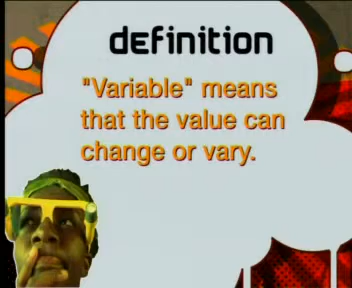 definition
"Variable" means
that the value can
change or vary.